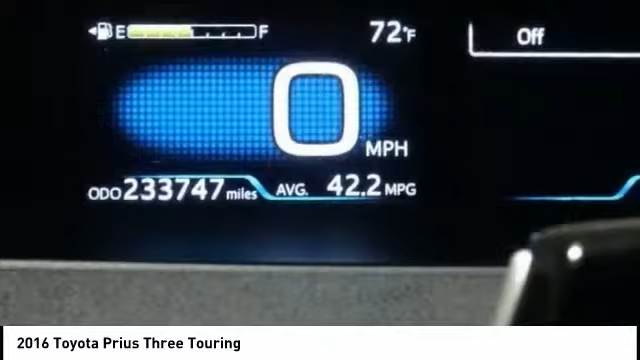 E F 72°F Off
0 MPH
ODO 233747 miles AVG. 42.2 MPG
2016 Toyota Prius Three Touring